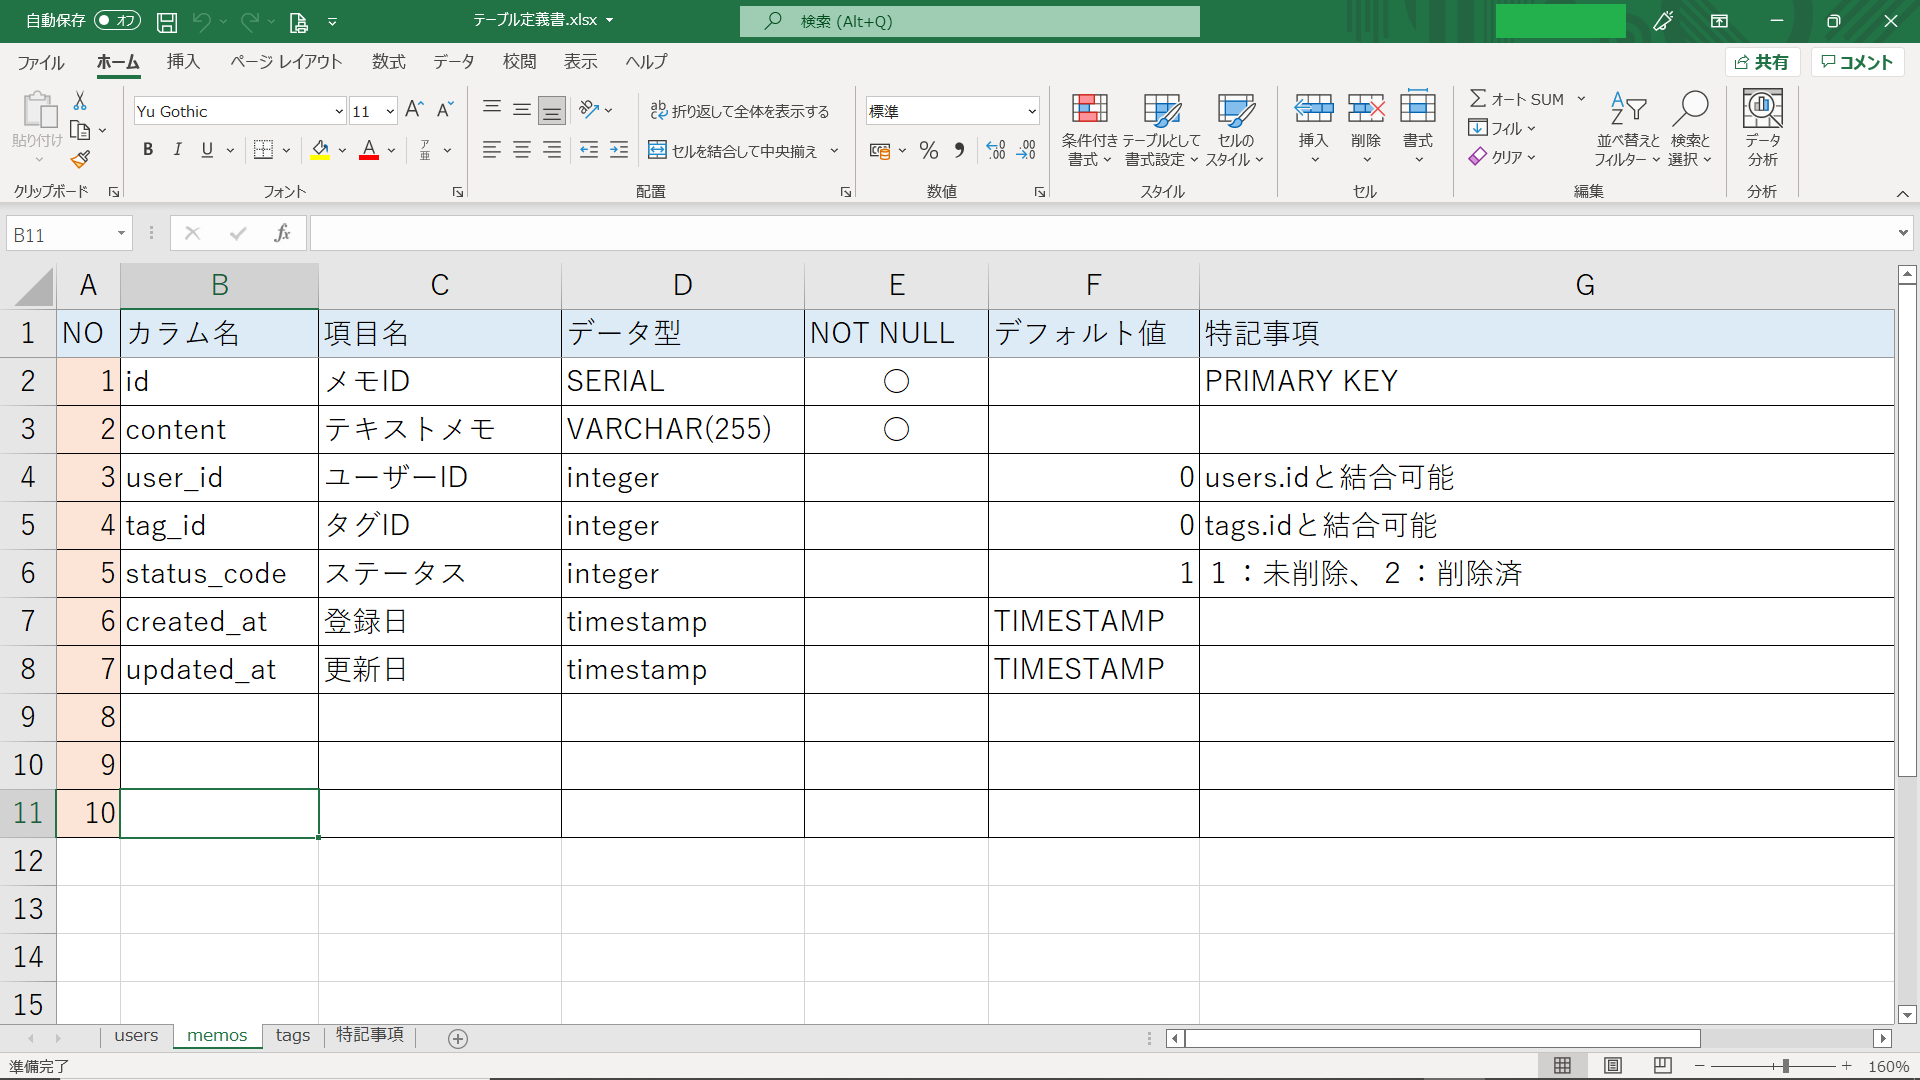 自動保存 オフ テーブル定義書.xlsx 検索 (Alt+Q)
ファイル ホーム 挿入 ページ レイアウト 数式 データ 校閲 表示 ヘルプ 共有 コメント
貼り付け
クリップボード
Yu Gothic 11
B I U A ア亜
フォント
ab 折り返して全体を表示する
セルを結合して中央揃え
配置
標準
% 9 .00 .0
数値
条件付き書式 テーブルとして書式設定 セルのスタイル
スタイル
挿入 削除 書式
セル
Σ オート SUM
フィル
クリア
並べ替えとフィルター 検索と選択
編集
データ分析
分析
B11 fx
A B C D E F G
1 NO カラム名 項目名 データ型 NOT NULL デフォルト値 特記事項
2 1 id メモID SERIAL 〇 PRIMARY KEY
3 2 content テキストメモ VARCHAR(255) 〇
4 3 user_id ユーザーID integer 0 users.idと結合可能
5 4 tag_id タグID integer 0 tags.idと結合可能
6 5 status_code ステータス integer 1 １：未削除、２：削除済
7 6 created_at 登録日 timestamp TIMESTAMP
8 7 updated_at 更新日 timestamp TIMESTAMP
9 8
10 9
11 10
12
13
14
15
users memos tags 特記事項
準備完了 160%